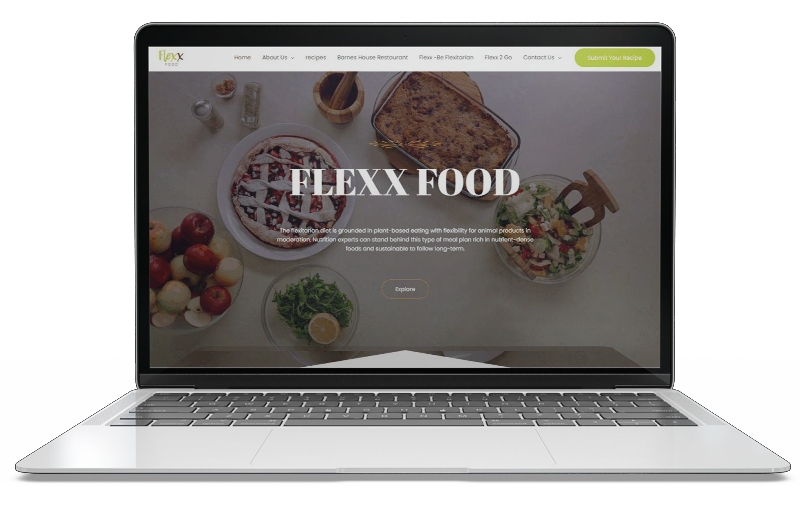 Flexx
FOOD
Home About Us recipes Barnes House Restaurant Flexx -Be Flexitarian Flexx 2 Go Contact Us Submit Your Recipe
FLEXX FOOD
The flexitarian diet is grounded in plant-based eating with flexibility for animal products in
moderation. Nutrition experts can stand behind this type of meal plan rich in nutrient-dense
foods and sustainable to follow long-term.
Explore